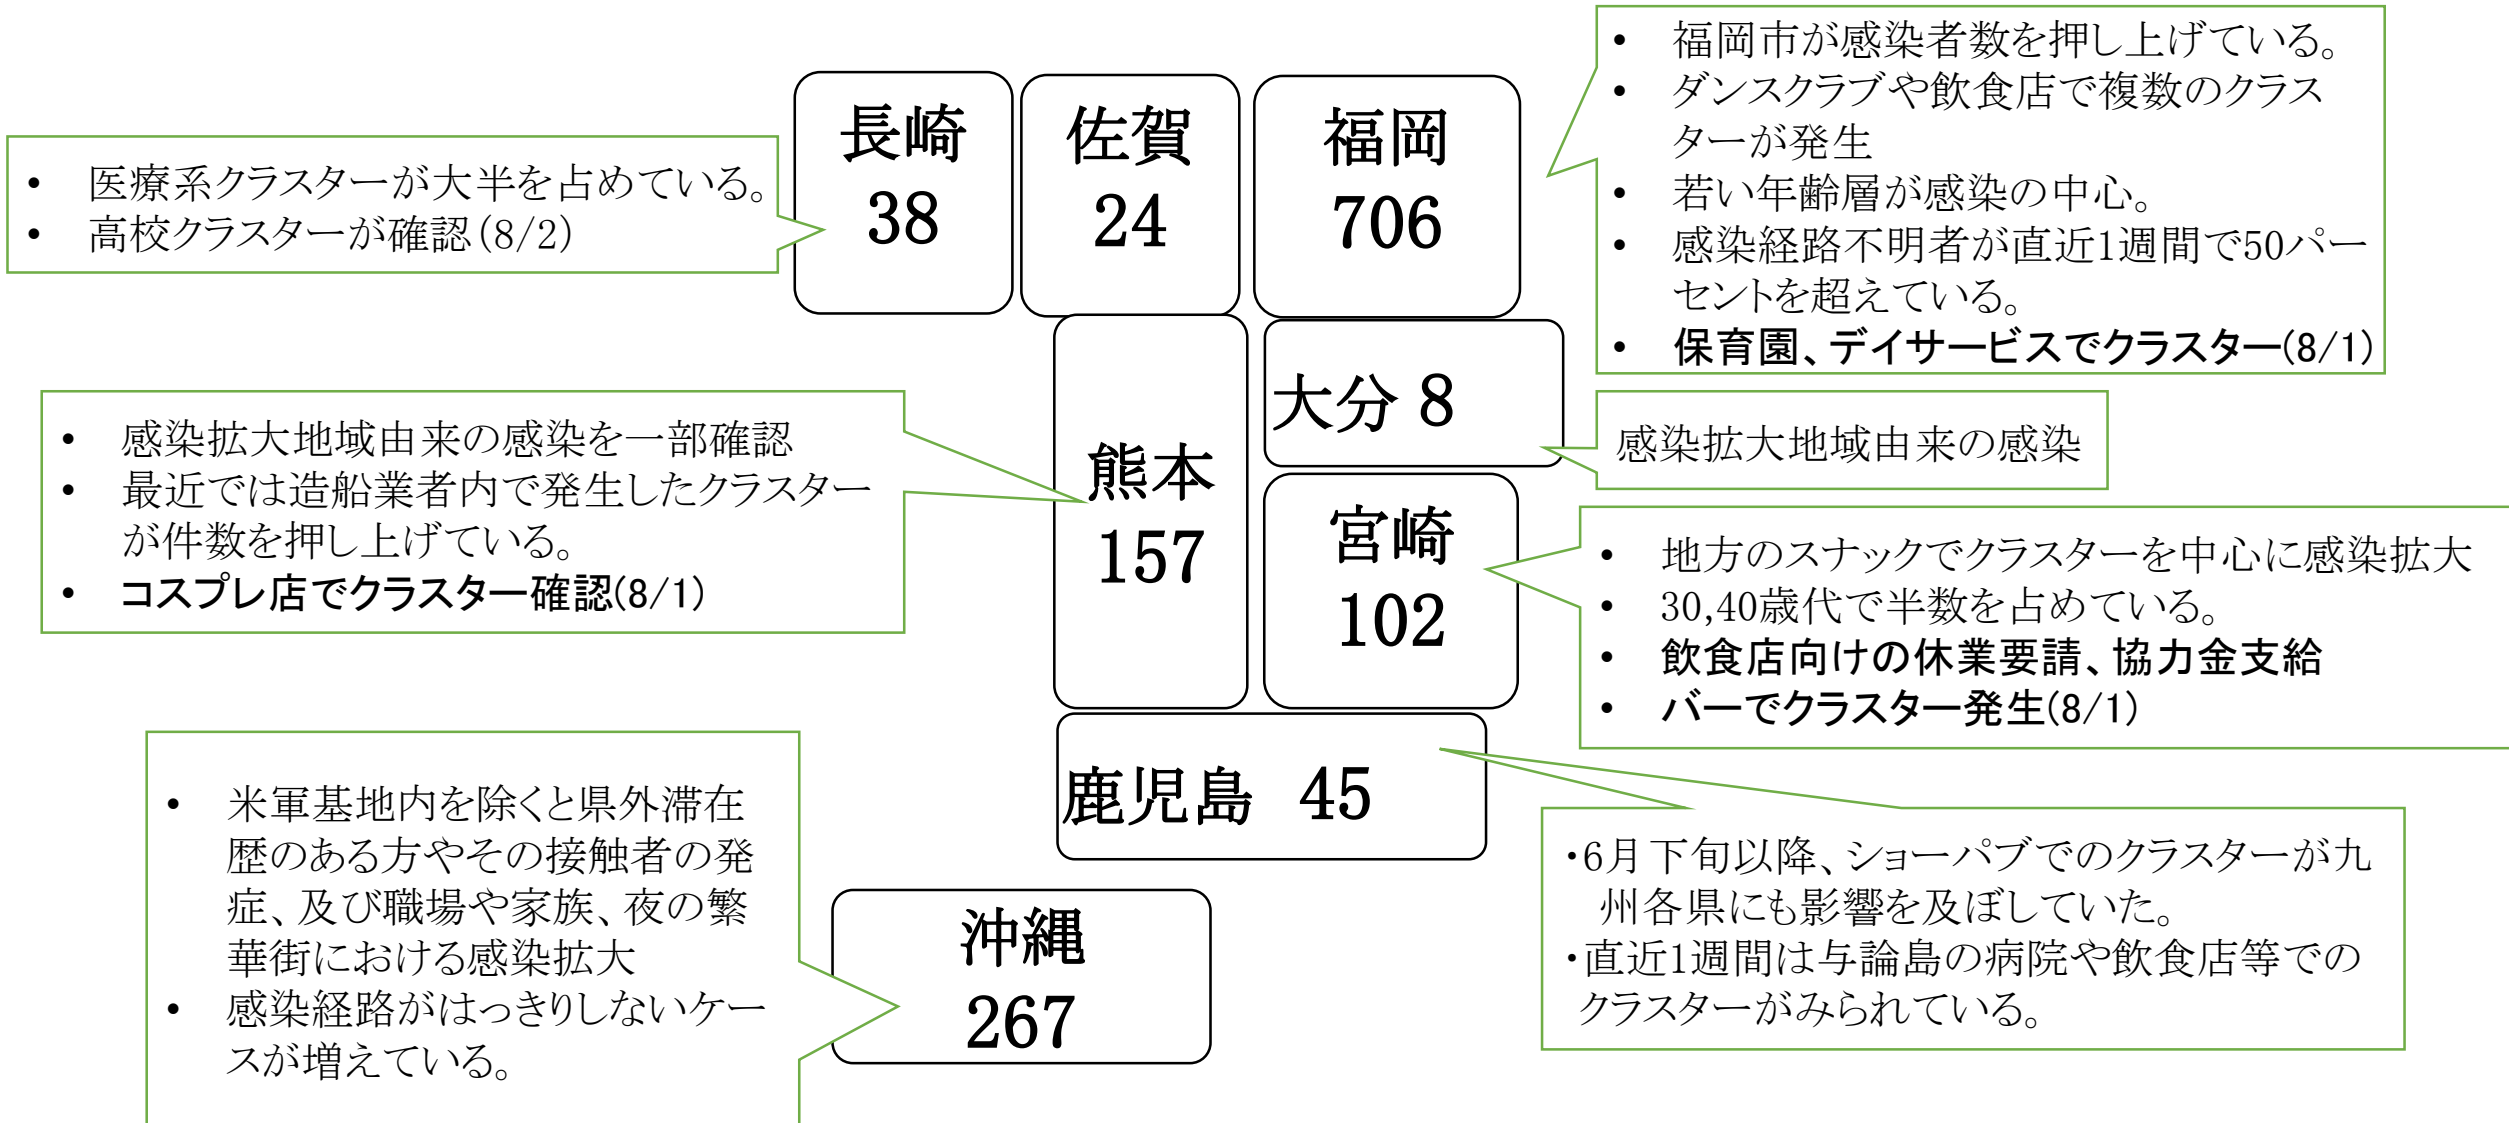 長崎
38
佐賀
24
福岡
706
• 福岡市が感染者数を押し上げている。
• ダンスクラブや飲食店で複数のクラス
ターが発生
• 若い年齢層が感染の中心。
• 感染経路不明者が直近1週間で50パー
セントを超えている。
• 保育園、デイサービスでクラスター(8/1)
• 医療系クラスターが大半を占めている。
• 高校クラスターが確認(8/2)
大分 8
感染拡大地域由来の感染
• 感染拡大地域由来の感染を一部確認
• 最近では造船業者内で発生したクラスター
が件数を押し上げている。
• コスプレ店でクラスター確認(8/1)
熊本
157
宮崎
102
• 地方のスナックでクラスターを中心に感染拡大
• 30,40歳代で半数を占めている。
• 飲食店向けの休業要請、協力金支給
• バーでクラスター発生(8/1)
鹿児島 45
・6月下旬以降、ショーパブでのクラスターが九
州各県にも影響を及ぼしていた。
・直近1週間は与論島の病院や飲食店等での
クラスターがみられている。
• 米軍基地内を除くと県外滞在
歴のある方やその接触者の発
症、及び職場や家族、夜の繁
華街における感染拡大
• 感染経路がはっきりしないケー
スが増えている。
沖縄
267